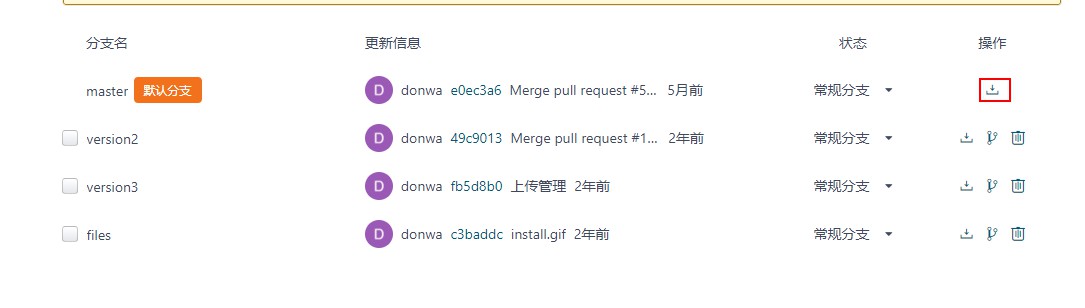 分支名 更新信息 状态 操作
master 默认分支 D donwa e0ec3a6 Merge pull request #5... 5月前 常规分支
version2 D donwa 49c9013 Merge pull request #1... 2年前 常规分支
version3 D donwa fb5d8b0 上传管理 2年前 常规分支
files D donwa c3baddc install.gif 2年前 常规分支